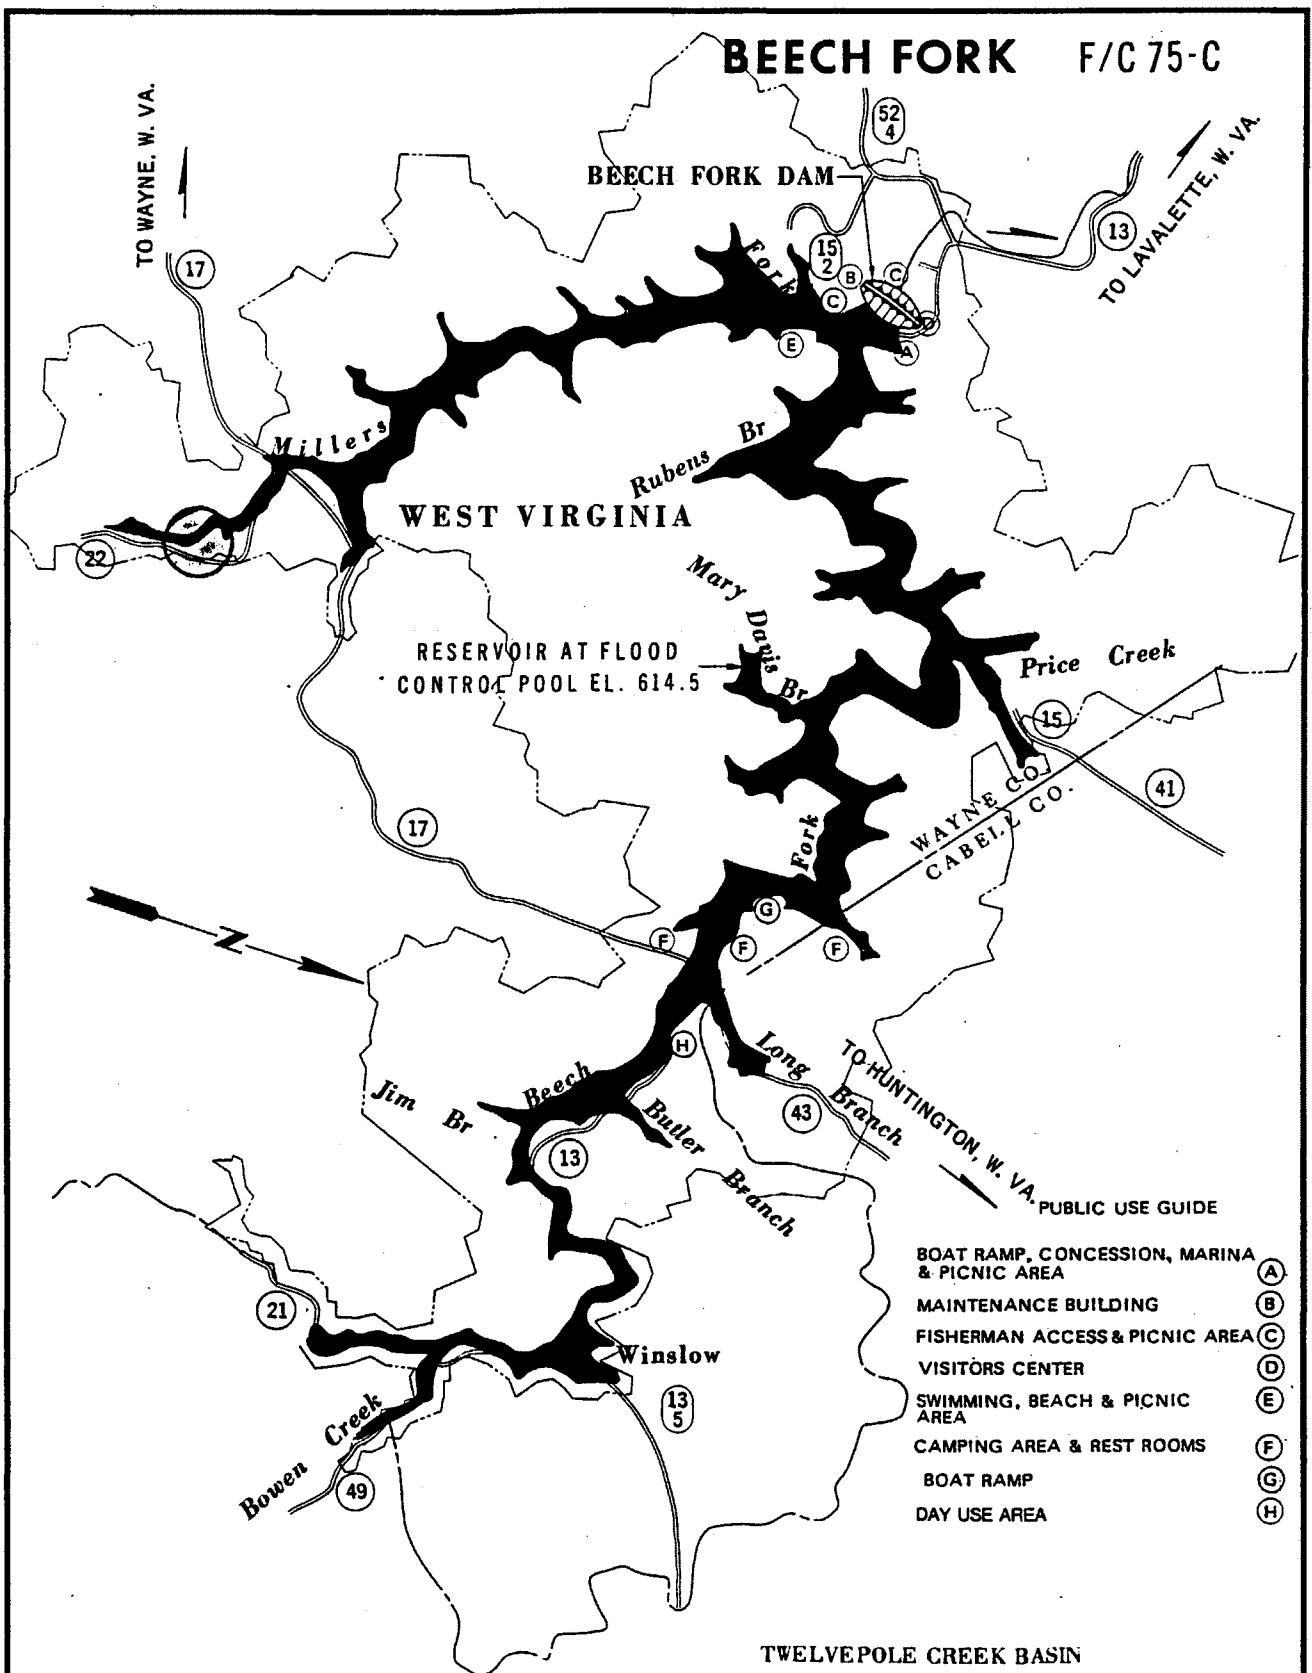 BEECH FORK F/C 75-C
TO WAYNE, W. VA.
52
4
BEECH FORK DAM
TO LAVALETTE, W. VA.
13
17
15
2
Fork
B
C
C
D
E
A
Millers
Rubens Br
WEST VIRGINIA
22
Mary Davis Br
RESERVOIR AT FLOOD
CONTROL POOL EL. 614.5
Price Creek
15
41
WAYNE CO.
CABELL CO.
17
Fork
G
F
F
F
N
H
Long Branch
TO HUNTINGTON, W. VA.
Beech
Jim Br
Butler Branch
43
13
21
Winslow
13
5
Bowen Creek
49
PUBLIC USE GUIDE
BOAT RAMP, CONCESSION, MARINA
& PICNIC AREA A
MAINTENANCE BUILDING B
FISHERMAN ACCESS & PICNIC AREA C
VISITORS CENTER D
SWIMMING, BEACH & PICNIC
AREA E
CAMPING AREA & REST ROOMS F
BOAT RAMP G
DAY USE AREA H
TWELVEPOLE CREEK BASIN